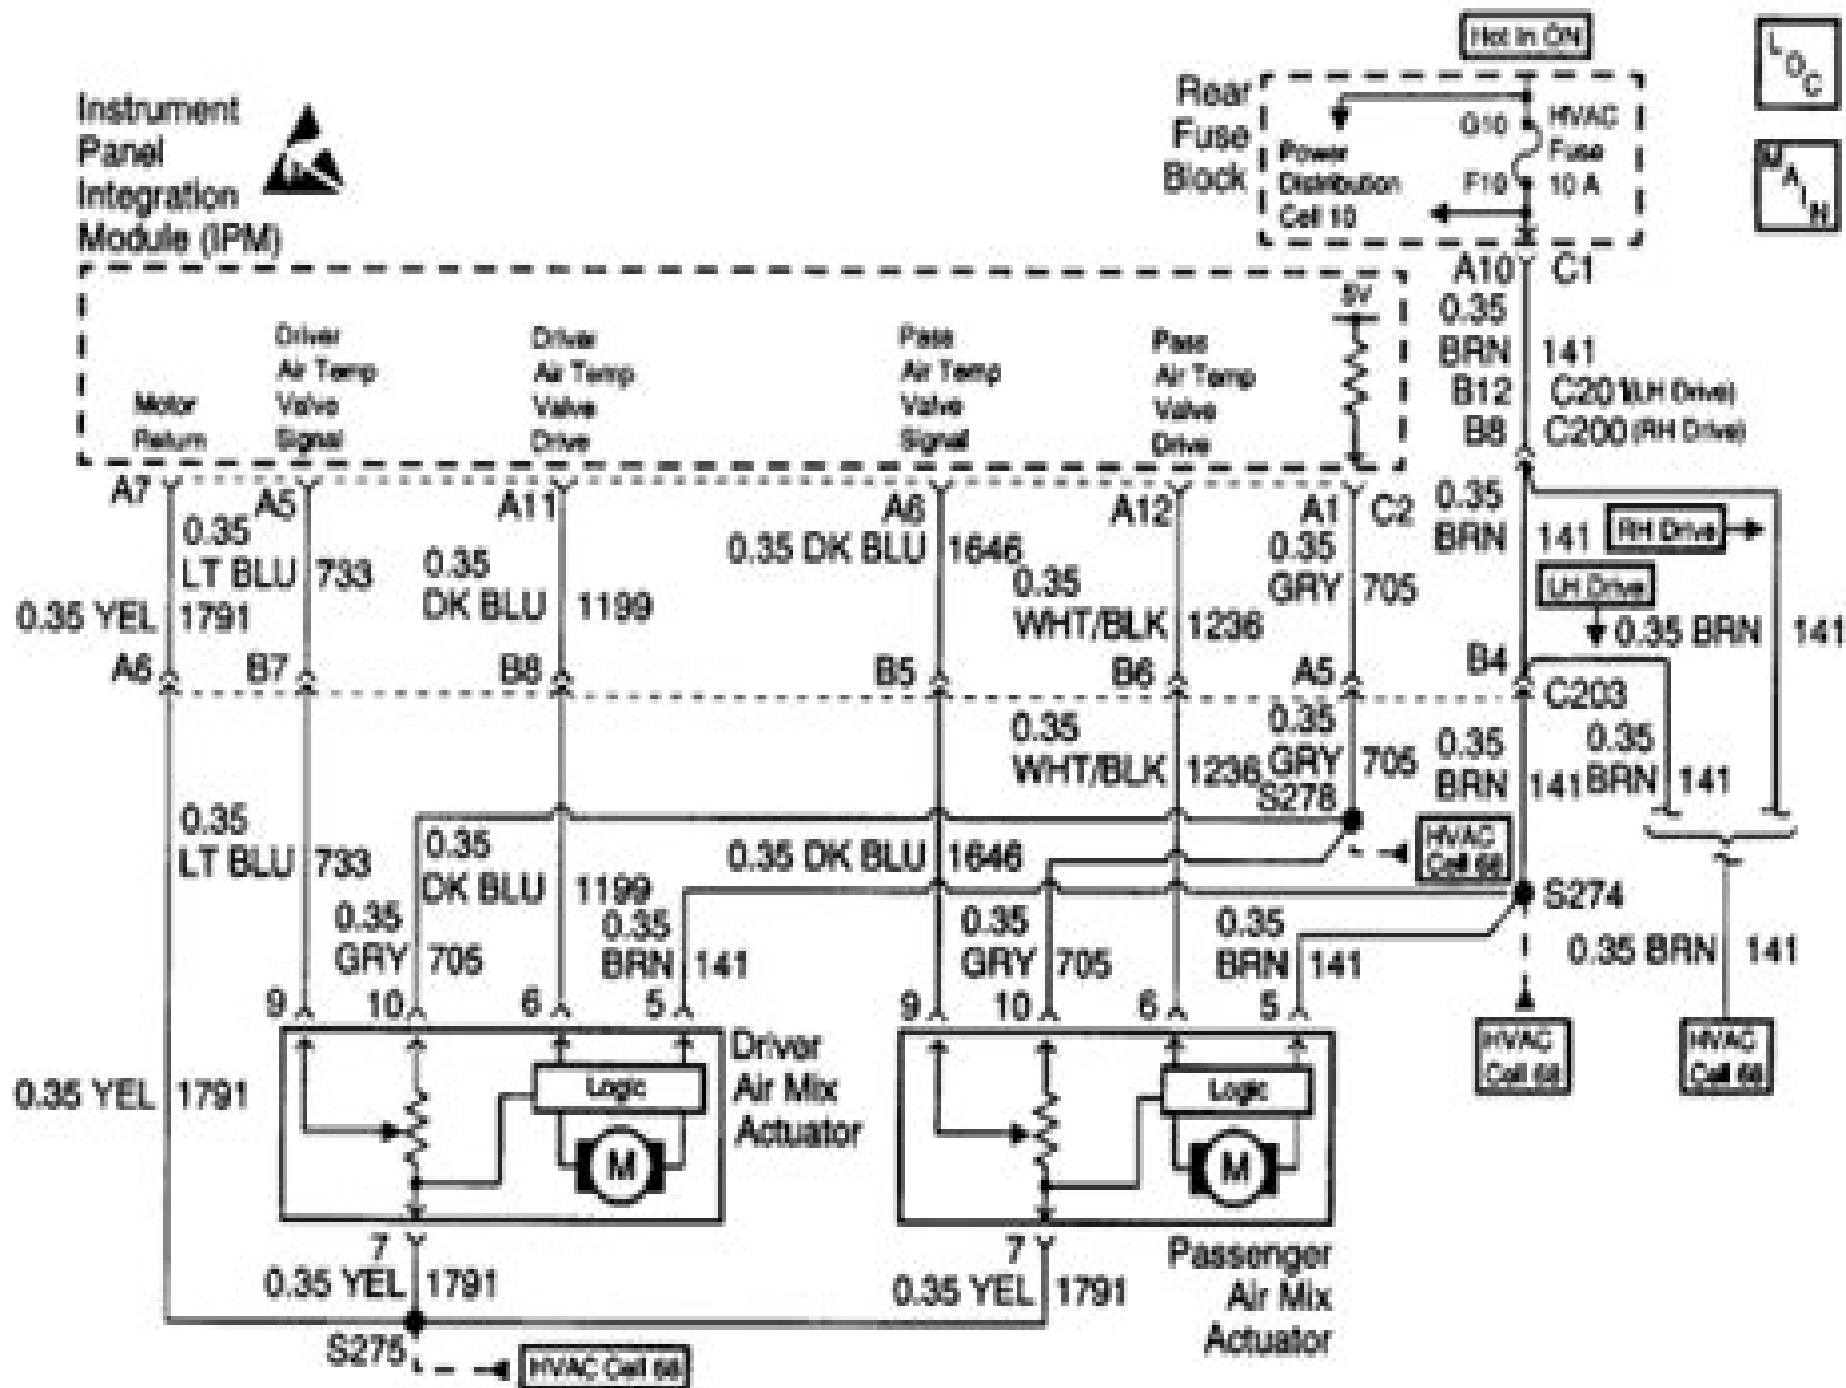 Hot in ON
L O C
M A I N
Rear
Fuse
Block
G10
HVAC
Fuse
10 A
F10
Power
Distribution
Cell 10
Instrument
Panel
Integration
Module (IPM)
A10 C1
0.35
BRN 141
B12 C201 (LH Drive)
B8 C200 (RH Drive)
5V
Motor
Return
Driver
Air Temp
Valve
Signal
Driver
Air Temp
Valve
Drive
Pass
Air Temp
Valve
Signal
Pass
Air Temp
Valve
Drive
A7 A5 A11 A6 A12 A1 C2
0.35
LT BLU 733
0.35
DK BLU 1199
0.35 DK BLU 1646
0.35
WHT/BLK 1236
0.35
GRY 705
0.35
BRN 141
RH Drive
LH Drive
0.35 YEL 1791
0.35 BRN 141
A6 B7 B8 B5 B6 A5 B4
C203
0.35
WHT/BLK 1236
0.35
GRY 705
S278
0.35
BRN 141
0.35
BRN 141
0.35
LT BLU 733
0.35
DK BLU 1199
0.35 DK BLU 1646
HVAC
Cell 68
S274
0.35
GRY 705
0.35
BRN 141
0.35
GRY 705
0.35
BRN 141
0.35 BRN 141
9 10 6 5
9 10 6 5
HVAC
Cell 68
HVAC
Cell 68
0.35 YEL 1791
Logic
M
Driver
Air Mix
Actuator
Logic
M
7
0.35 YEL 1791
7
0.35 YEL 1791
Passenger
Air Mix
Actuator
S275
HVAC Cell 68